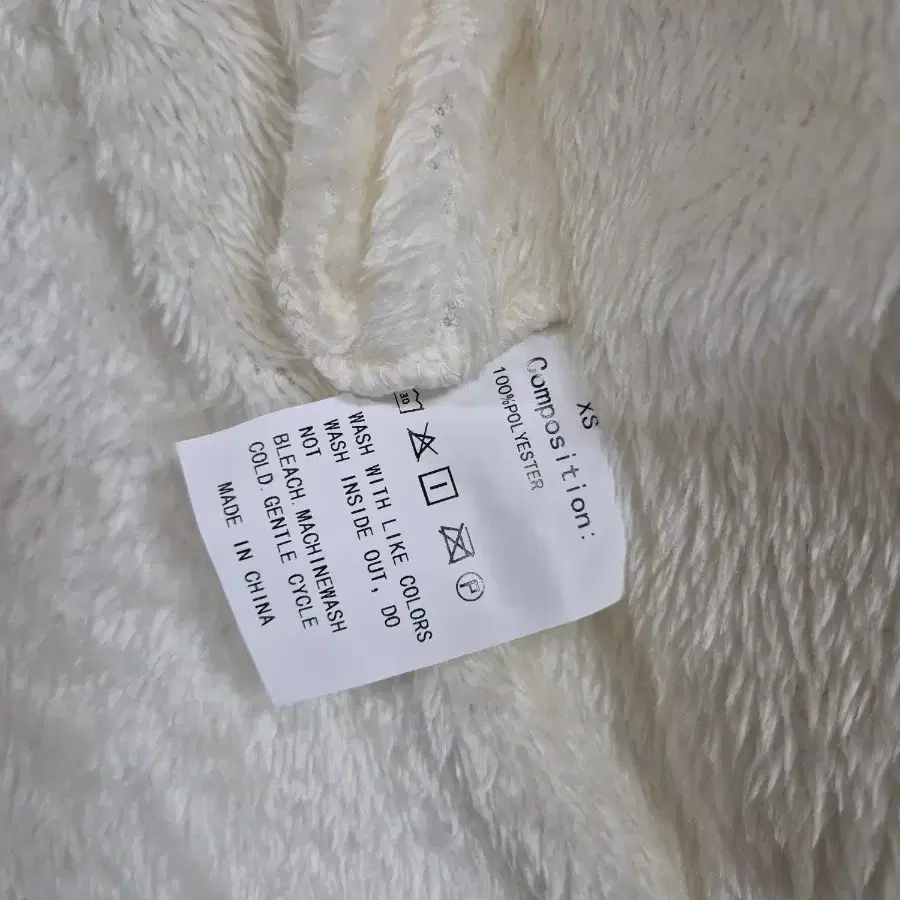 XS
Composition:
100%POLYESTER
30
P
WASH WITH LIKE COLORS
WASH INSIDE OUT, DO
NOT
BLEACH.MACHINEWASH
COLD.GENTLE CYCLE
MADE IN CHINA